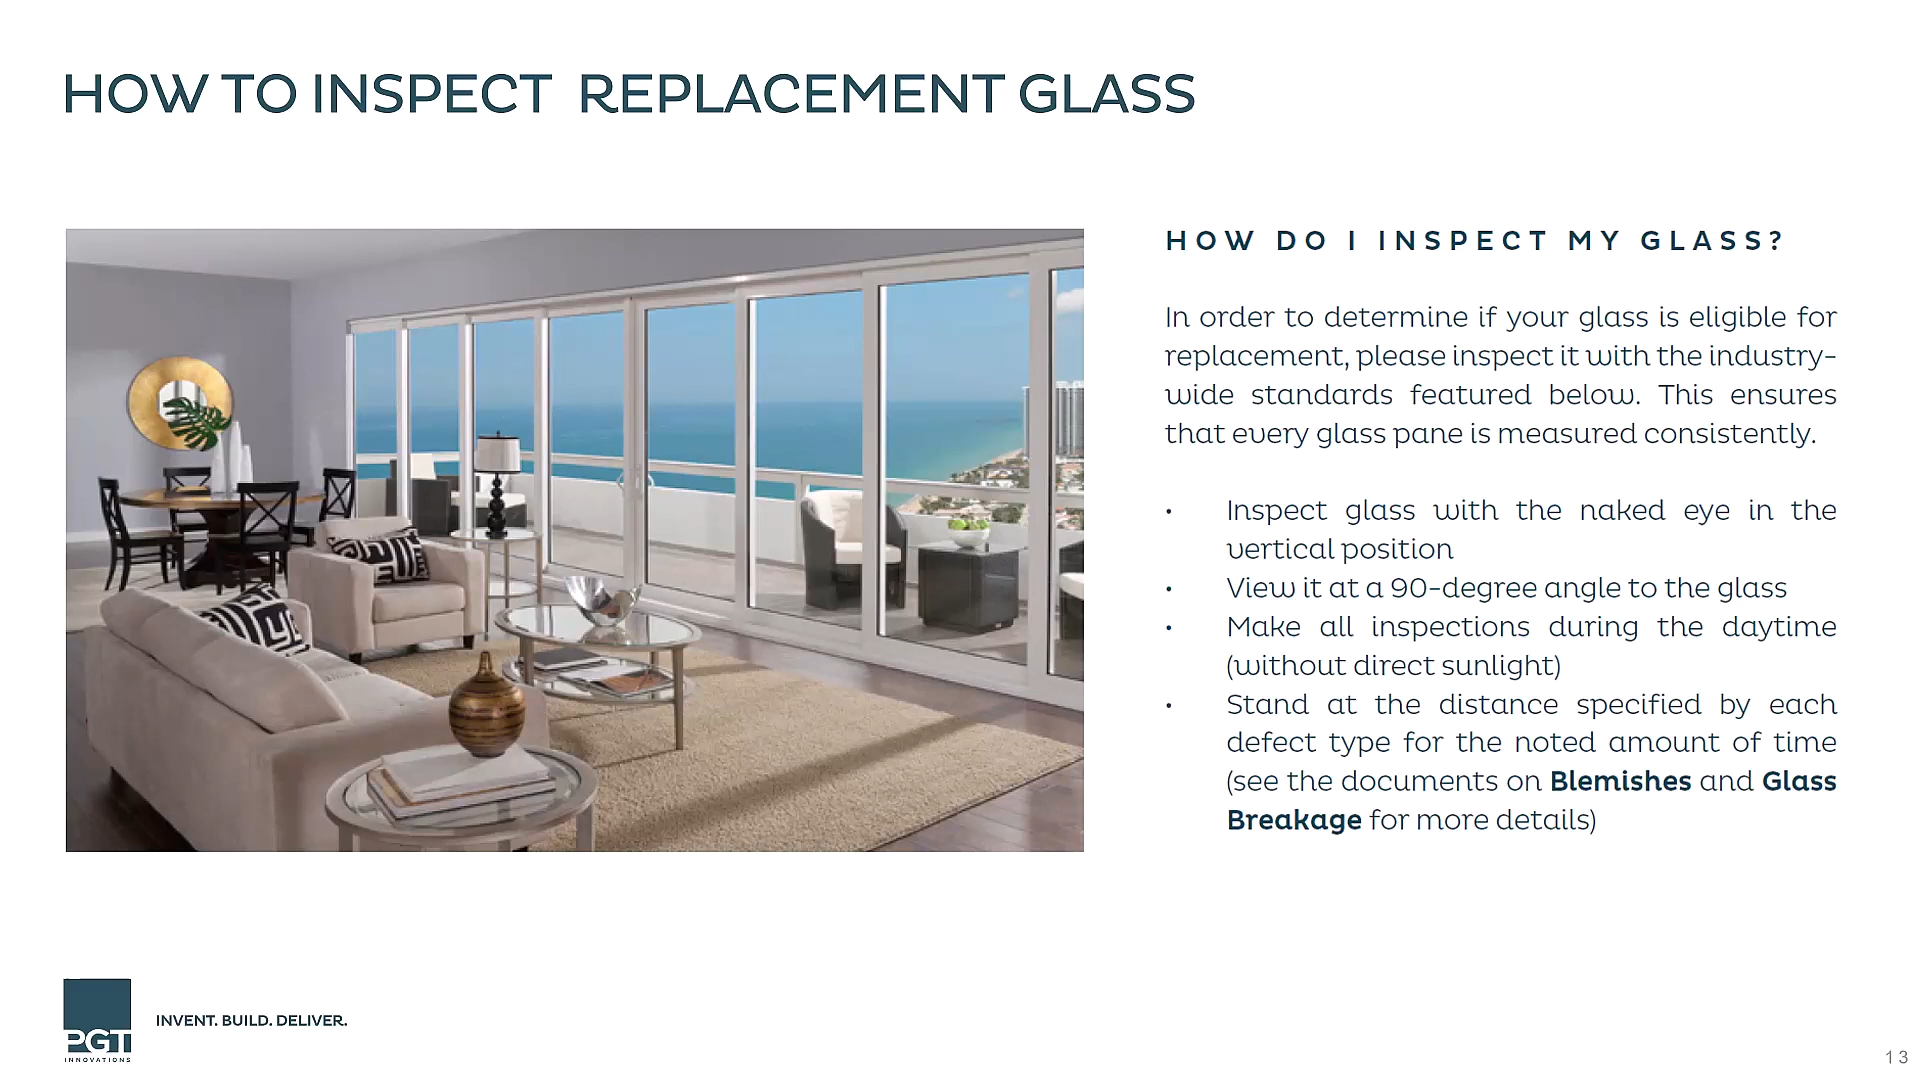 HOW TO INSPECT REPLACEMENT GLASS
HOW DO I INSPECT MY GLASS?
In order to determine if your glass is eligible for
replacement, please inspect it with the industry-
wide standards featured below. This ensures
that every glass pane is measured consistently.
• Inspect glass with the naked eye in the
vertical position
• View it at a 90-degree angle to the glass
• Make all inspections during the daytime
(without direct sunlight)
• Stand at the distance specified by each
defect type for the noted amount of time
(see the documents on Blemishes and Glass
Breakage for more details)
PGT
INNOVATIONS
INVENT. BUILD. DELIVER.
13